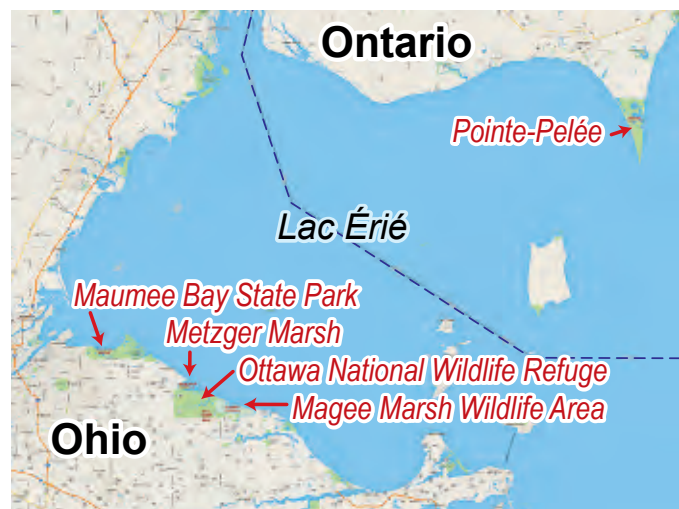 Ontario
Pointe-Pelée
Lac Érié
Maumee Bay State Park
Metzger Marsh
Ottawa National Wildlife Refuge
Magee Marsh Wildlife Area
Ohio